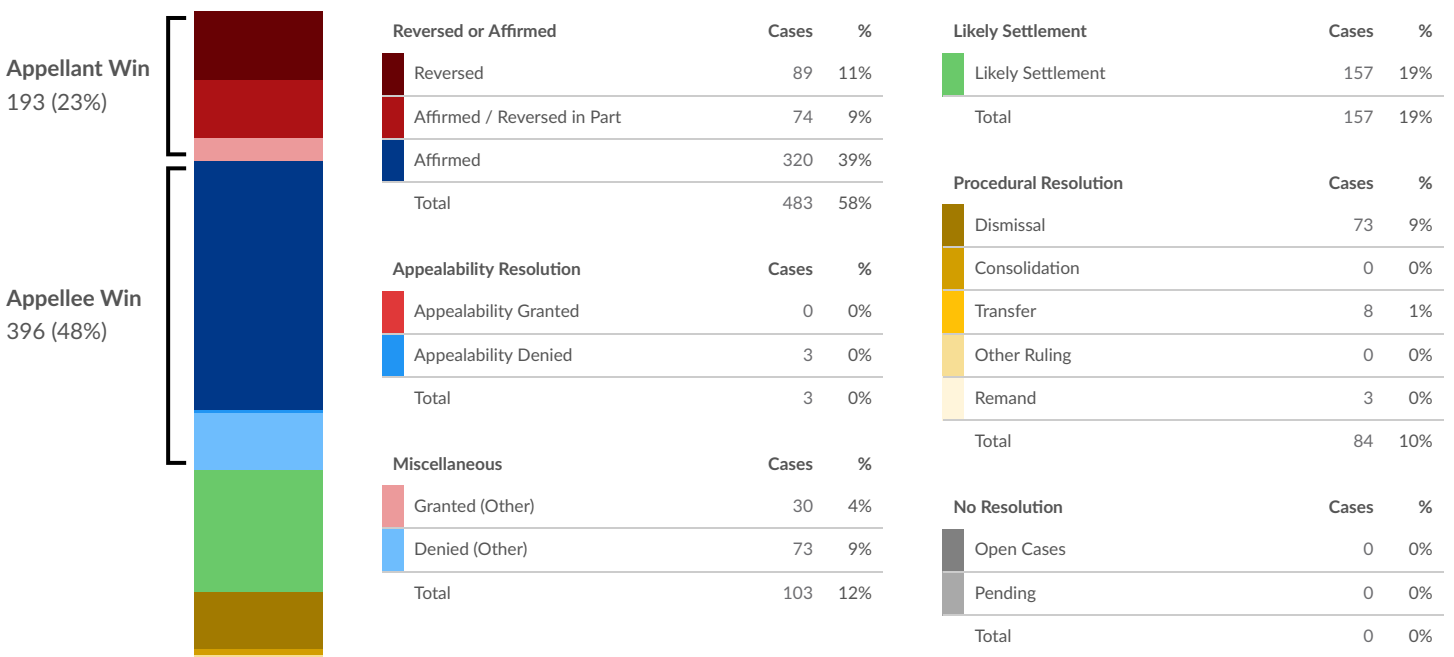 Appellant Win
193 (23%)
Appellee Win
396 (48%)
Reversed or Affirmed Cases %
Reversed 89 11%
Affirmed / Reversed in Part 74 9%
Affirmed 320 39%
Total 483 58%
Appealability Resolution Cases %
Appealability Granted 0 0%
Appealability Denied 3 0%
Total 3 0%
Miscellaneous Cases %
Granted (Other) 30 4%
Denied (Other) 73 9%
Total 103 12%
Likely Settlement Cases %
Likely Settlement 157 19%
Total 157 19%
Procedural Resolution Cases %
Dismissal 73 9%
Consolidation 0 0%
Transfer 8 1%
Other Ruling 0 0%
Remand 3 0%
Total 84 10%
No Resolution Cases %
Open Cases 0 0%
Pending 0 0%
Total 0 0%